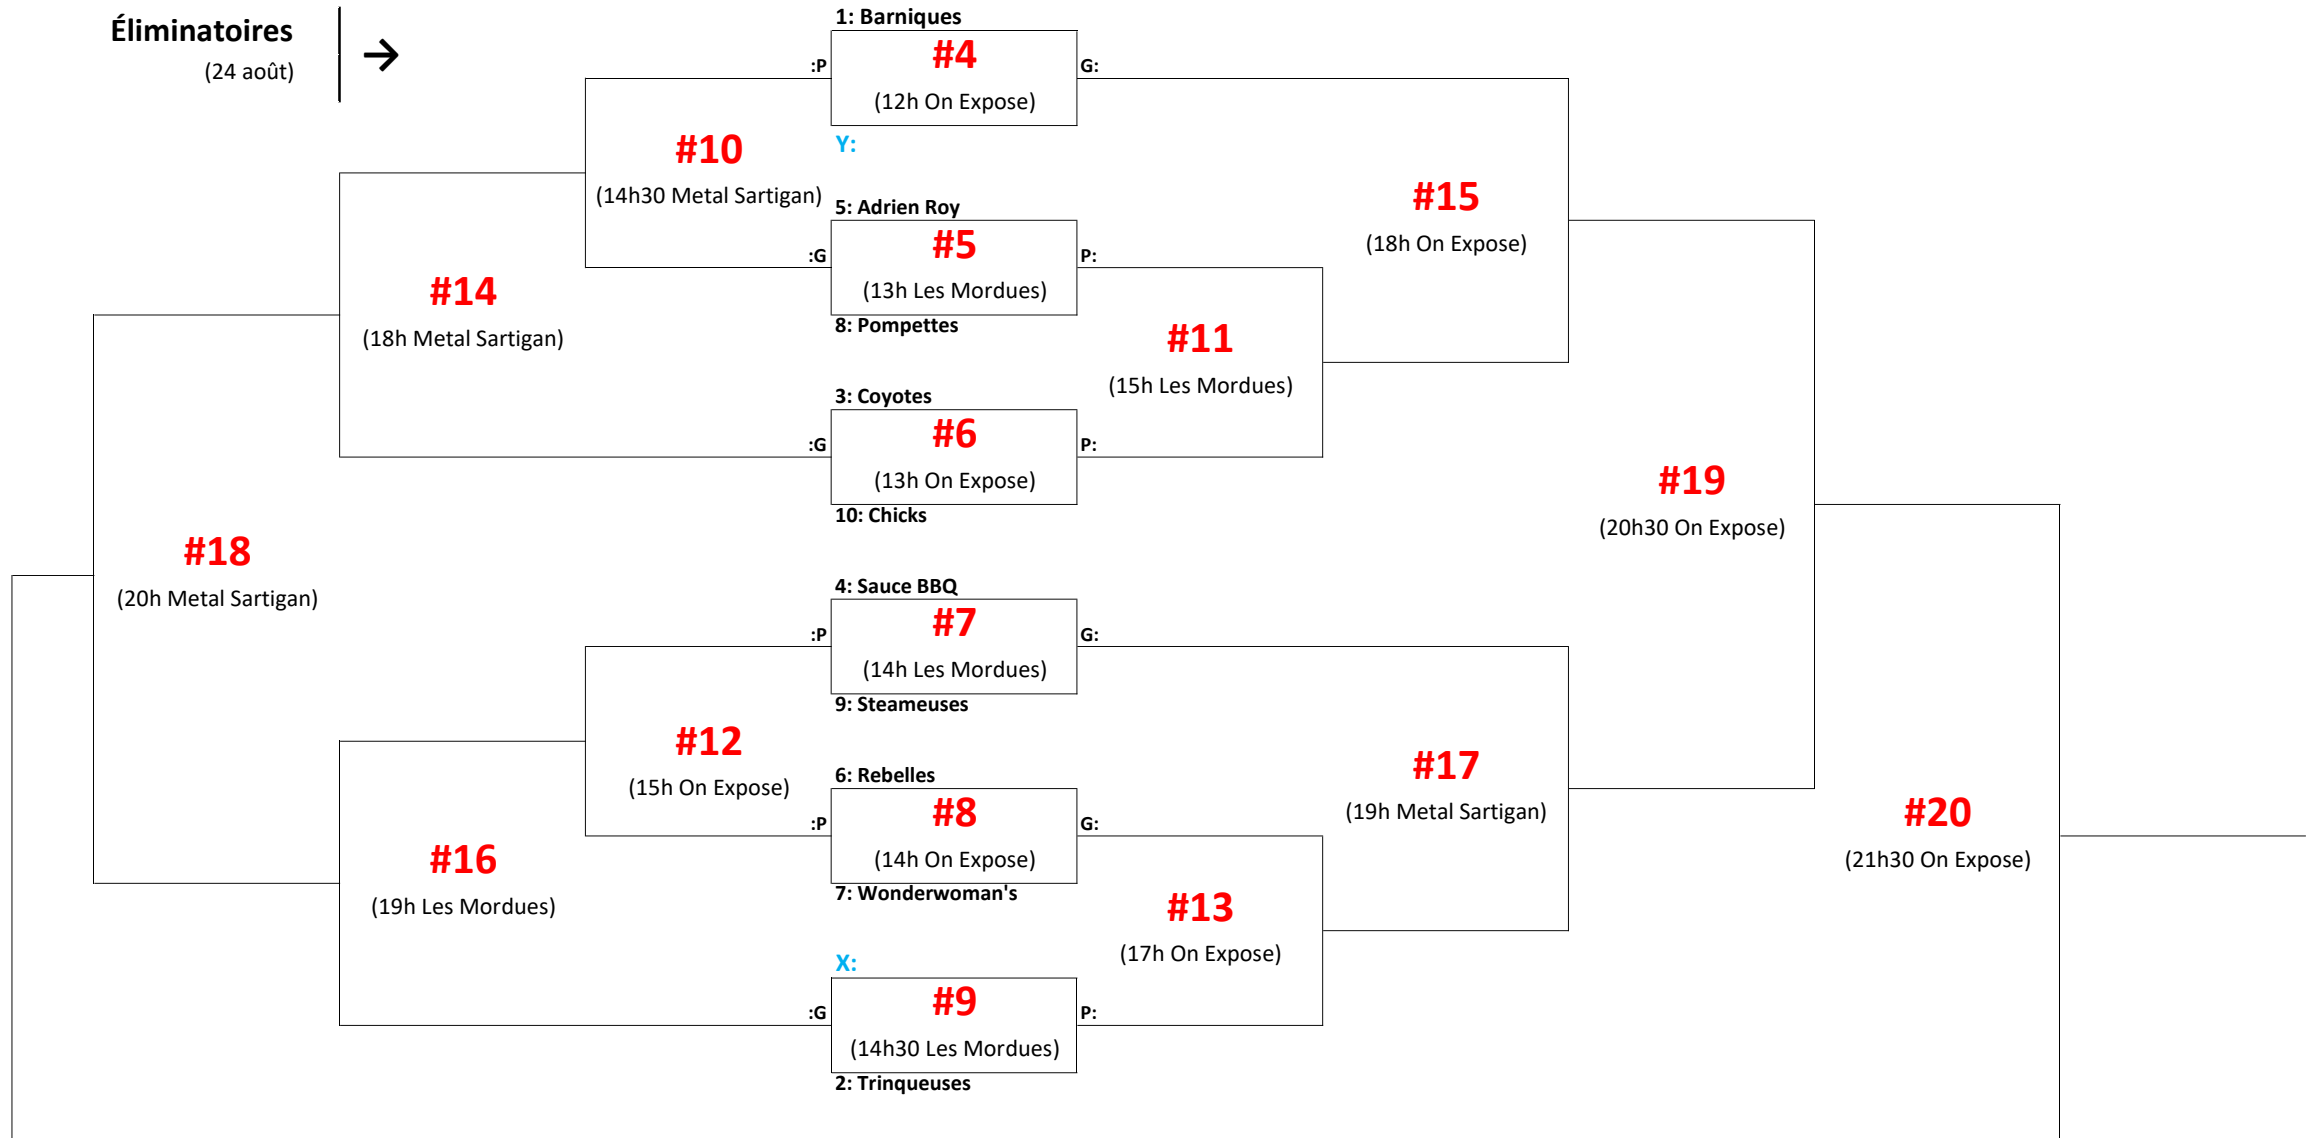 Éliminatoires
(24 août)
→
1: Barniques
:P
#4
G:
(12h On Expose)
Y:
#10
(14h30 Metal Sartigan)
5: Adrien Roy
:G
#5
P:
(13h Les Mordues)
8: Pompettes
#15
(18h On Expose)
#14
(18h Metal Sartigan)
#11
(15h Les Mordues)
3: Coyotes
:G
#6
P:
(13h On Expose)
10: Chicks
#19
(20h30 On Expose)
#18
(20h Metal Sartigan)
4: Sauce BBQ
:P
#7
G:
(14h Les Mordues)
9: Steameuses
#12
(15h On Expose)
6: Rebelles
:P
#8
G:
(14h On Expose)
7: Wonderwoman's
#17
(19h Metal Sartigan)
#20
(21h30 On Expose)
#16
(19h Les Mordues)
#13
(17h On Expose)
X:
:G
#9
P:
(14h30 Les Mordues)
2: Trinqueuses